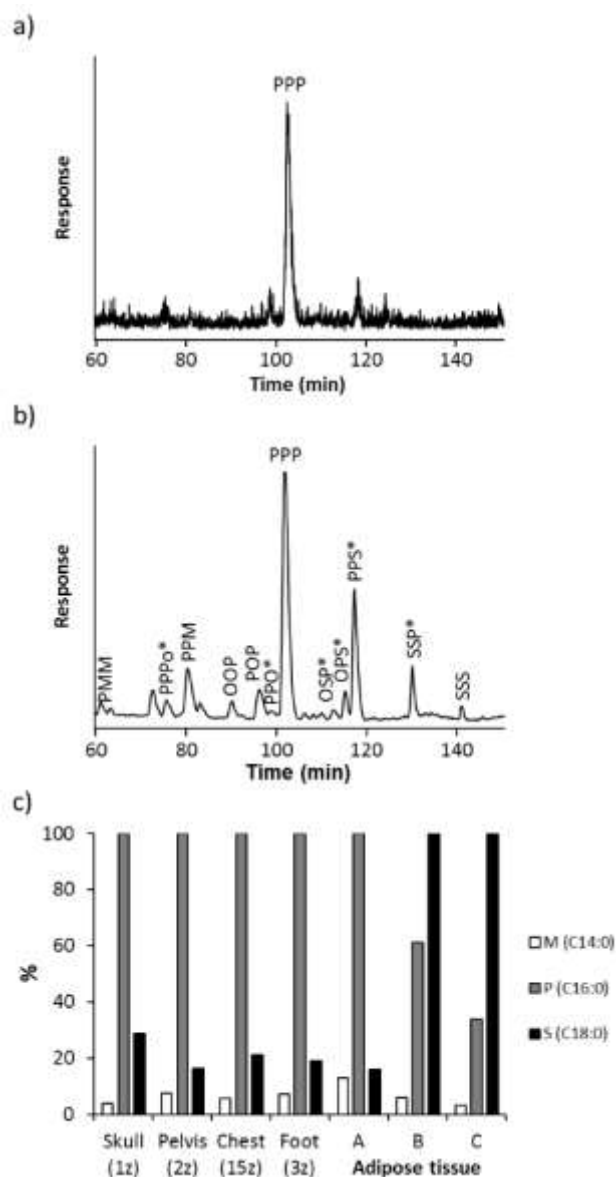 a)
PPP
Response
60 80 100 120 140
Time (min)
b)
PPP
PMM
PPPo*
PPM
OOP
POP
PPO*
OSP*
OPS*
PPS*
SSP*
SSS
Response
60 80 100 120 140
Time (min)
c)
100
80
60
40
20
0
%
M (C14:0)
P (C16:0)
S (C18:0)
Skull Pelvis Chest Foot A B C
(1z) (2z) (15z) (3z) Adipose tissue